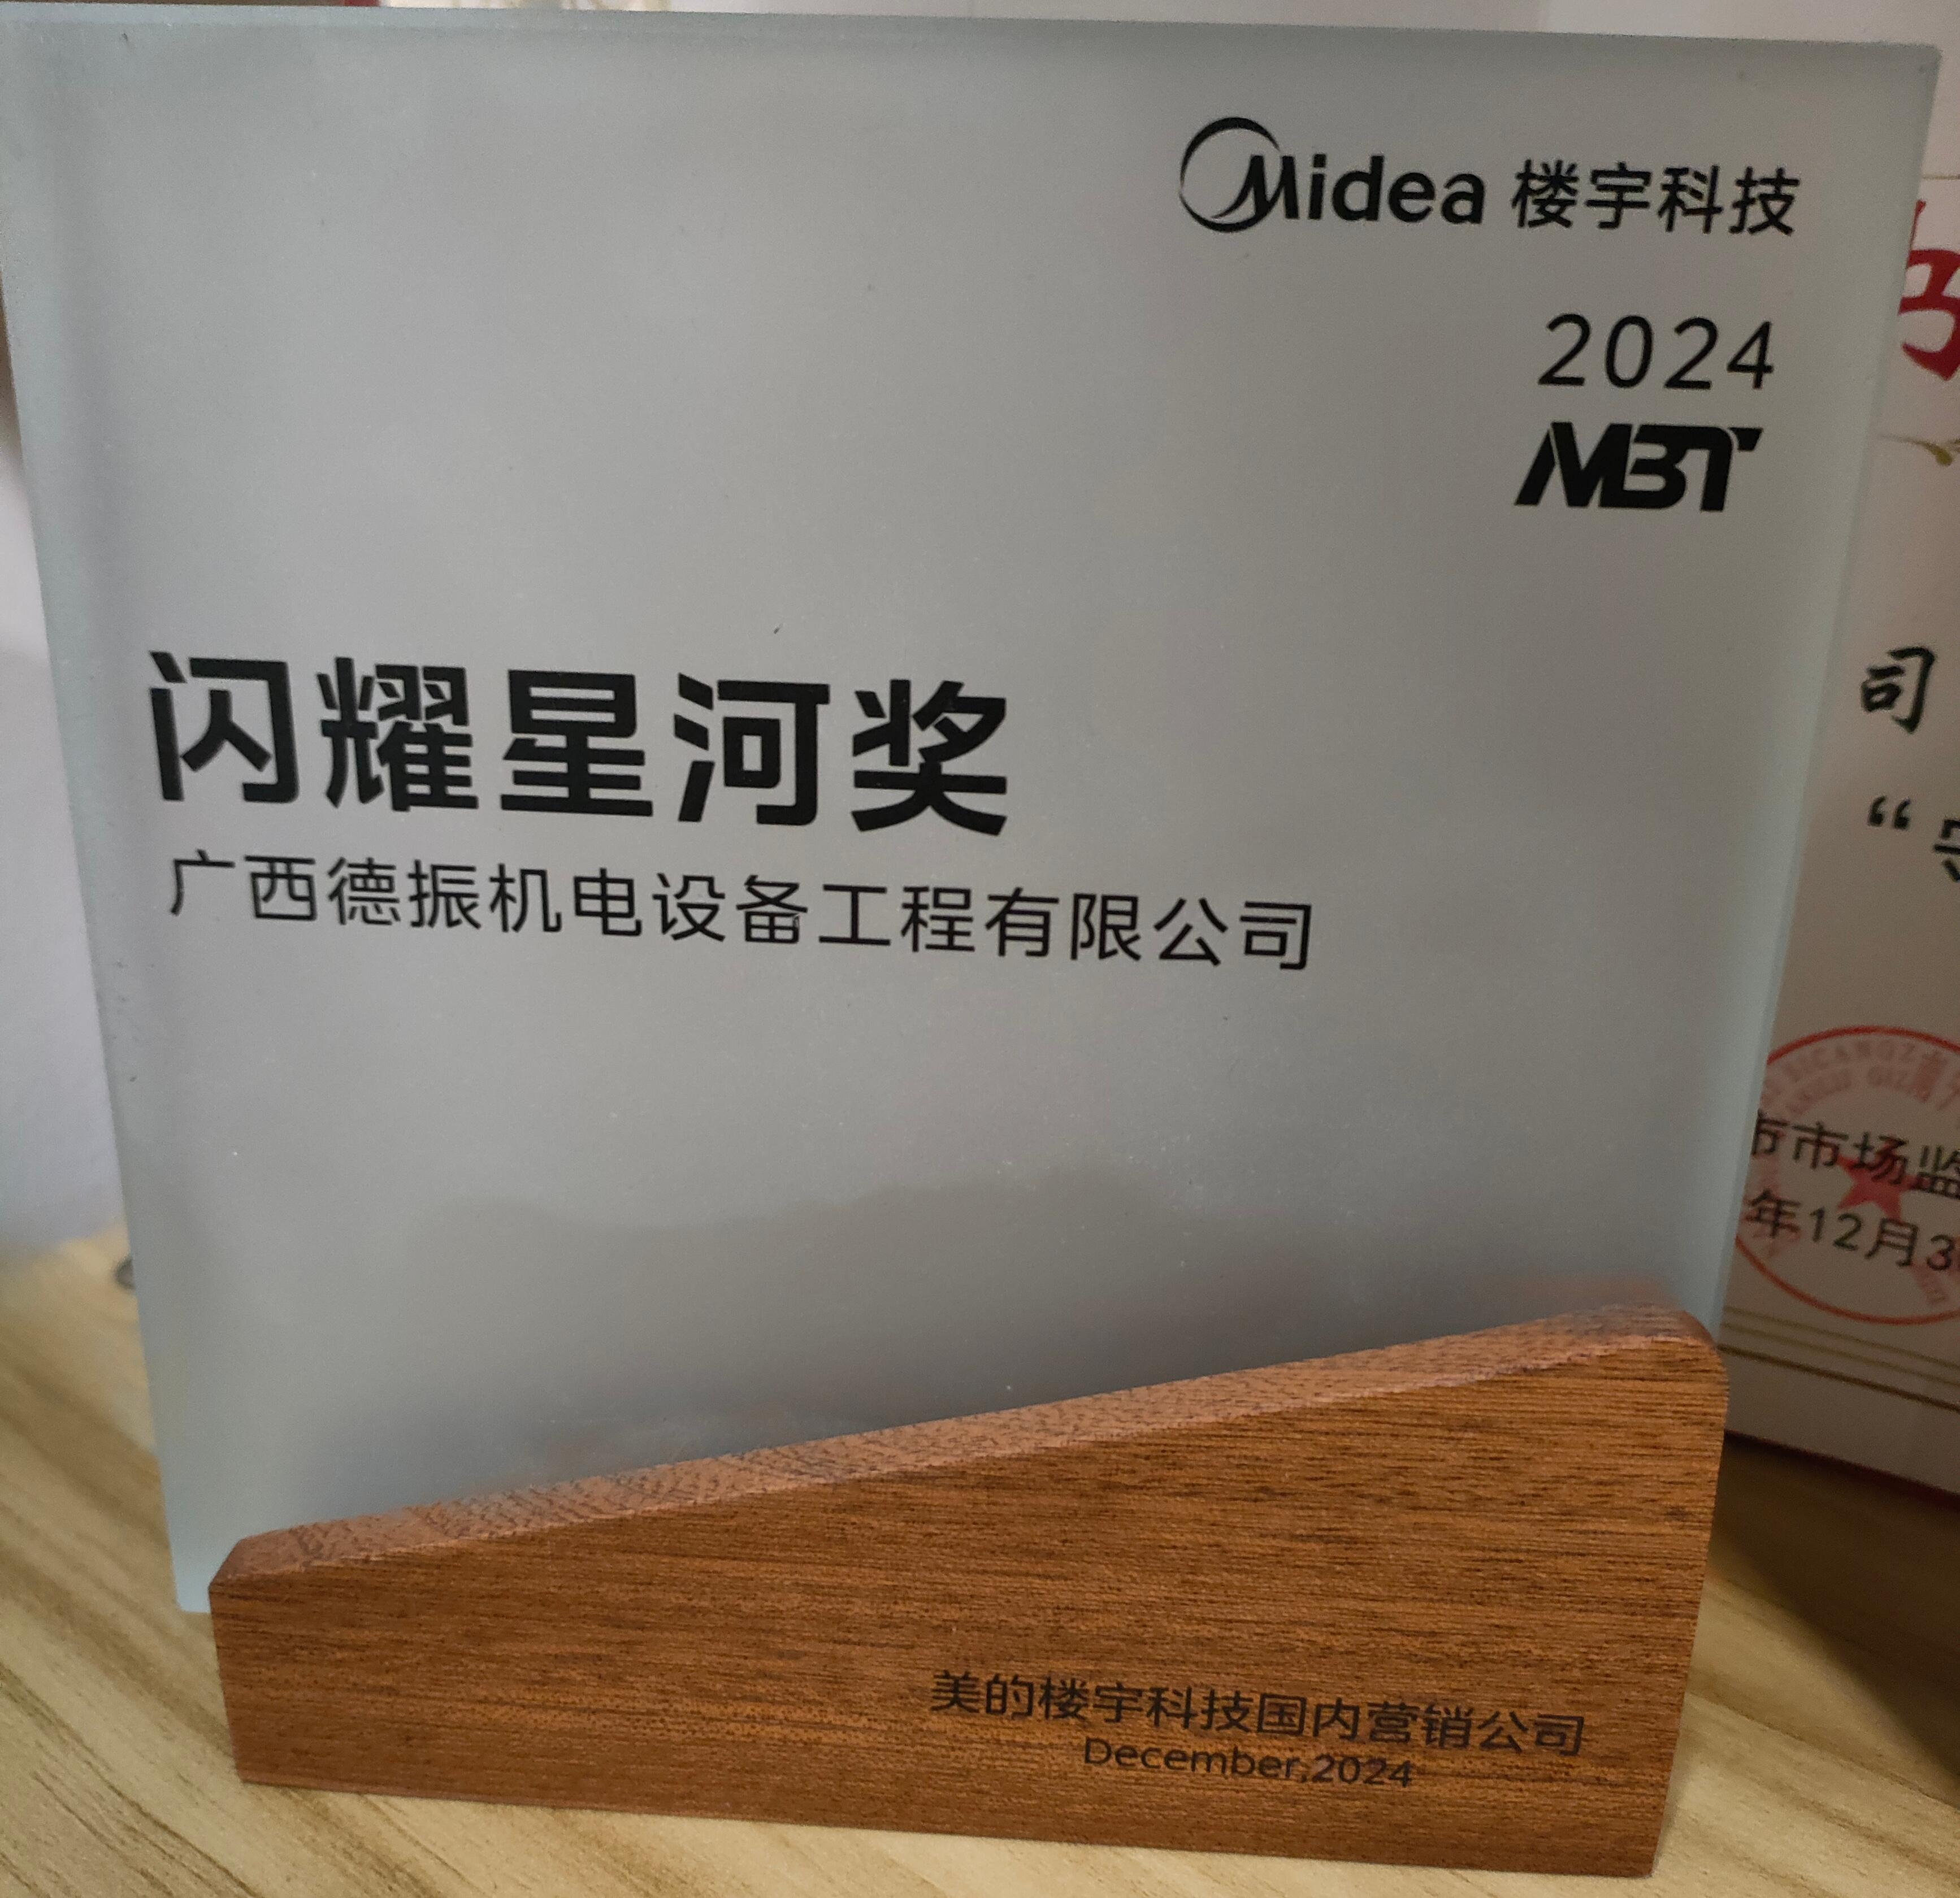 Midea 楼宇科技
2024
MBT
闪耀星河奖
广西德振机电设备工程有限公司
美的楼宇科技国内营销公司
December,2024
司
“守
市市场监
年12月3